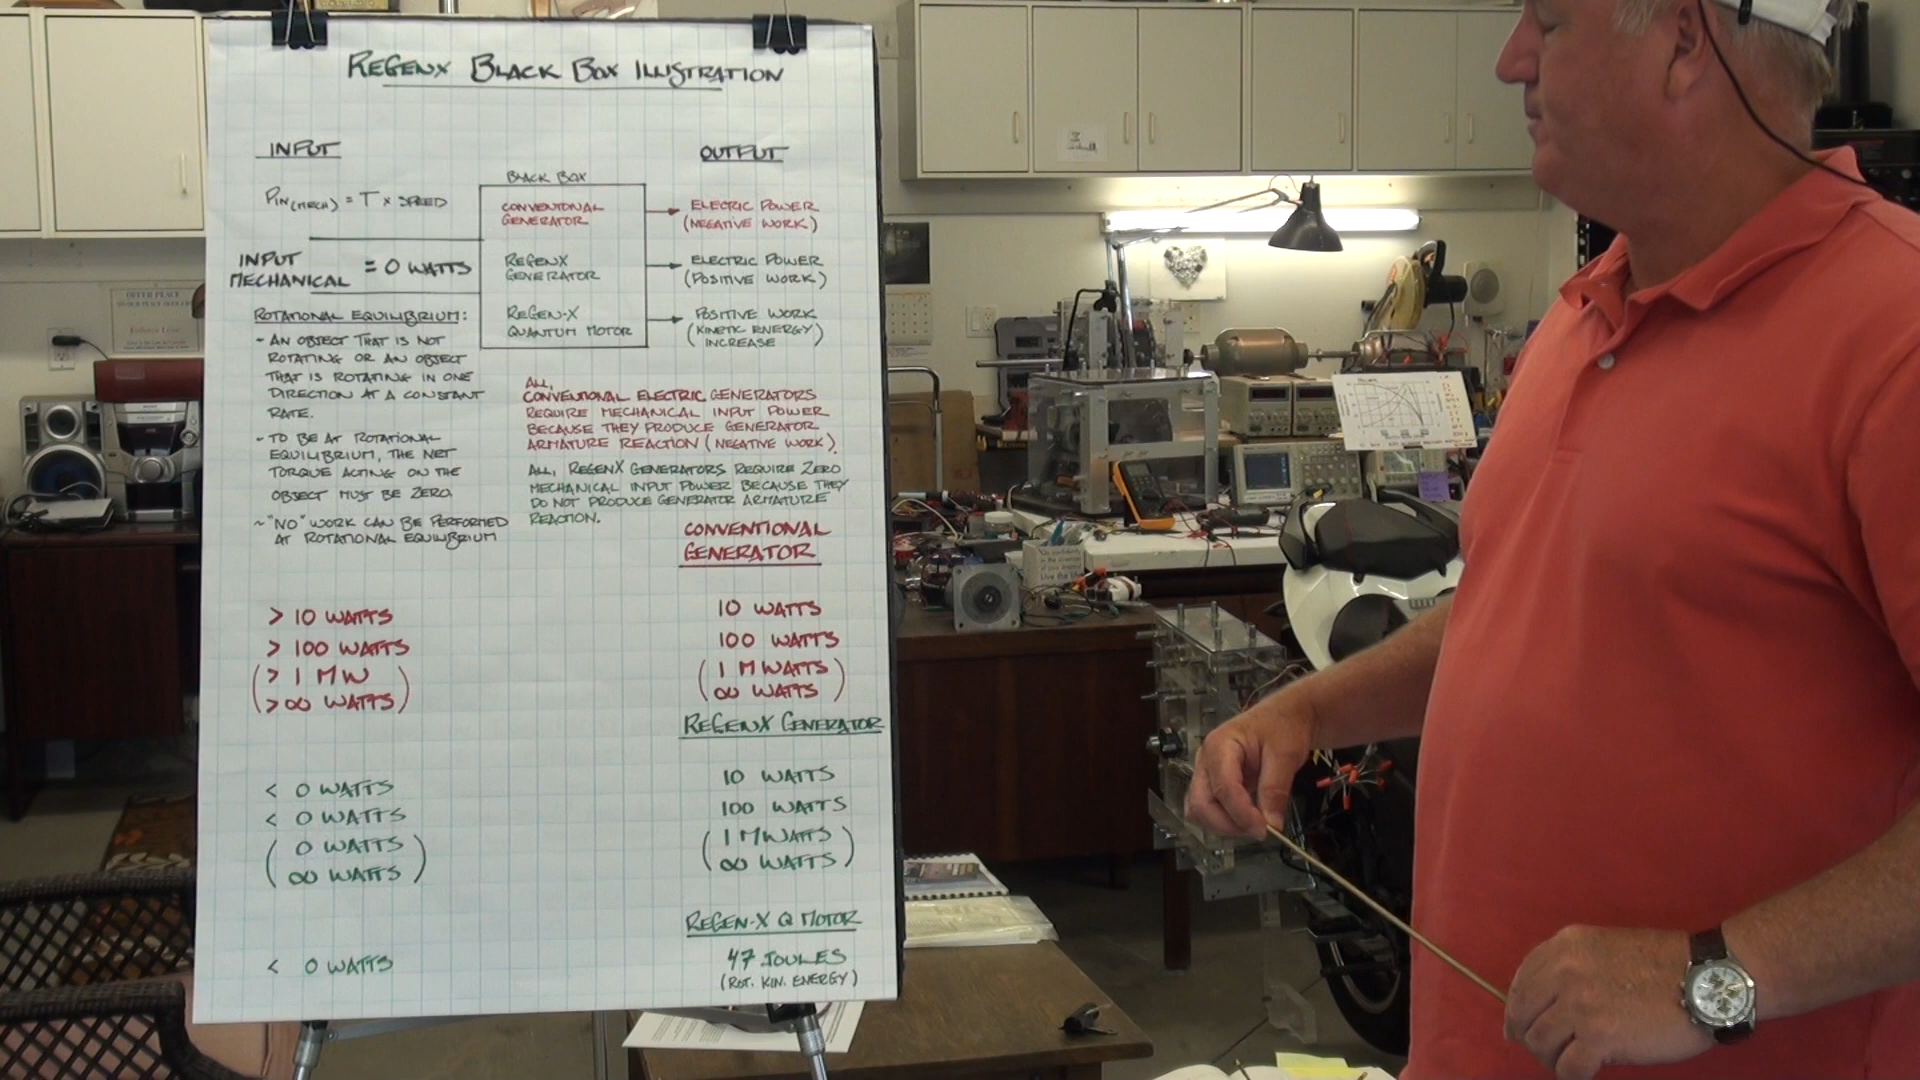 REGENX BLACK BOX ILLUSTRATION
INPUT
OUTPUT
PIN(MECH) = T × SPEED
INPUT MECHANICAL = 0 WATTS
BLACK BOX
CONVENTIONAL
GENERATOR
REGENX
GENERATOR
REGEN-X
QUANTUM MOTOR
ELECTRIC POWER
(NEGATIVE WORK)
ELECTRIC POWER
(POSITIVE WORK)
POSITIVE WORK
(KINETIC ENERGY)
INCREASE
ROTATIONAL EQUILIBRIUM:
- AN OBJECT THAT IS NOT
ROTATING OR AN OBJECT
THAT IS ROTATING IN ONE
DIRECTION AT A CONSTANT
RATE.
- TO BE AT ROTATIONAL
EQUILIBRIUM, THE NET
TORQUE ACTING ON THE
OBJECT MUST BE ZERO.
~ "NO" WORK CAN BE PERFORMED
AT ROTATIONAL EQUILIBRIUM
ALL,
CONVENTIONAL ELECTRIC GENERATORS
REQUIRE MECHANICAL INPUT POWER
BECAUSE THEY PRODUCE GENERATOR
ARMATURE REACTION (NEGATIVE WORK).
ALL, REGENX GENERATORS REQUIRE ZERO
MECHANICAL INPUT POWER BECAUSE THEY
DO NOT PRODUCE GENERATOR ARMATURE
REACTION.
CONVENTIONAL
GENERATOR
> 10 WATTS
10 WATTS
> 100 WATTS
100 WATTS
(> 1 MW
(1 MWATTS)
> ∞ WATTS)
∞ WATTS
REGENX GENERATOR
< 0 WATTS
10 WATTS
< 0 WATTS
100 WATTS
(0 WATTS)
(1 MWATTS)
∞ WATTS
∞ WATTS
REGEN-X Q MOTOR
< 0 WATTS
47 JOULES
(ROT. KIN. ENERGY)
Live the life